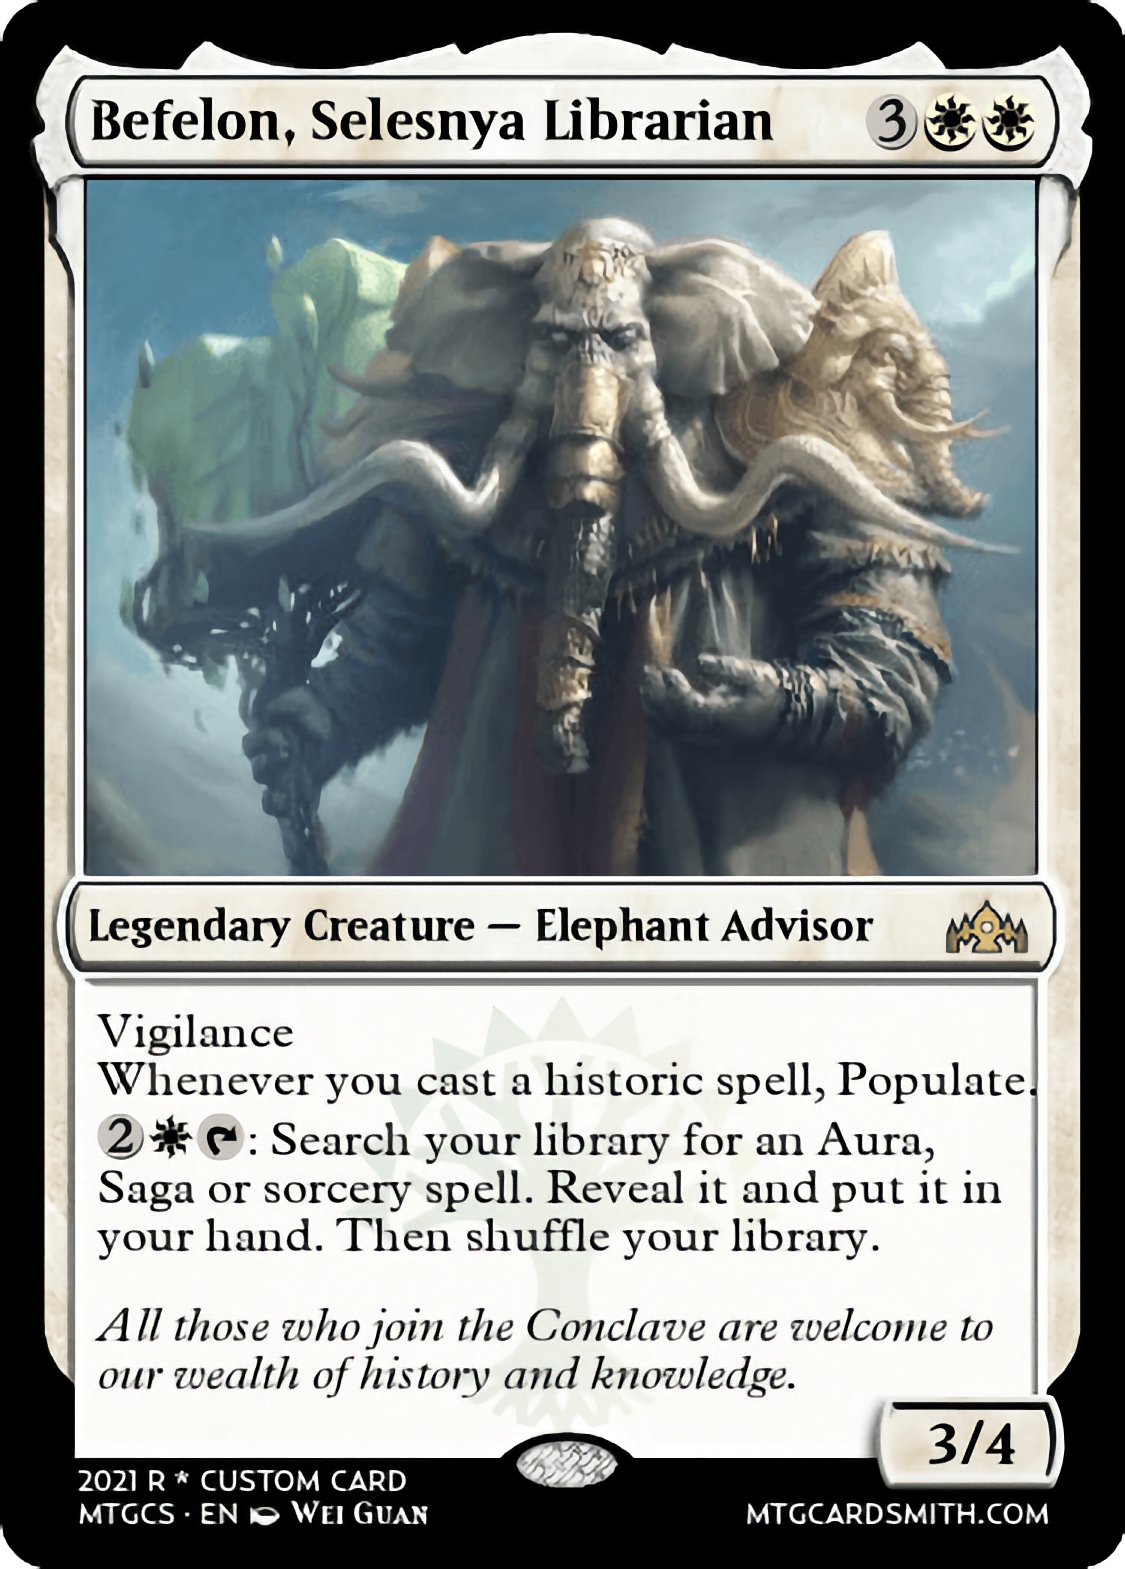 Befelon, Selesnya Librarian 3
Legendary Creature — Elephant Advisor
Vigilance
Whenever you cast a historic spell, Populate.
2 : Search your library for an Aura,
Saga or sorcery spell. Reveal it and put it in
your hand. Then shuffle your library.
All those who join the Conclave are welcome to
our wealth of history and knowledge.
3/4
2021 R * CUSTOM CARD
MTGCS · EN WEI GUAN
MTGCARDSMITH.COM